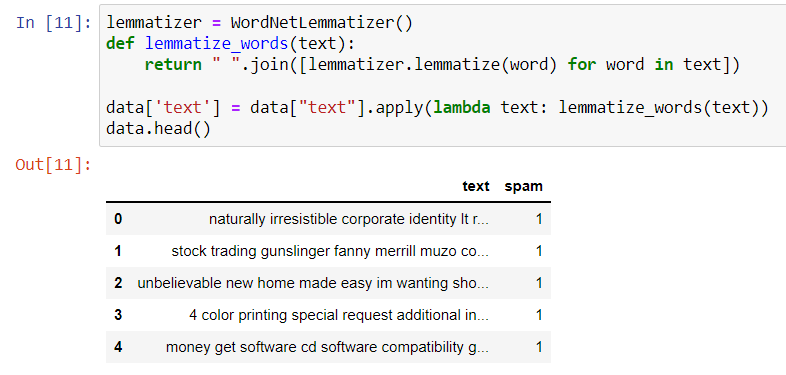 In [11]: lemmatizer = WordNetLemmatizer()
def lemmatize_words(text):
    return " ".join([lemmatizer.lemmatize(word) for word in text])

data['text'] = data["text"].apply(lambda text: lemmatize_words(text))
data.head()
Out[11]:
text spam
0 naturally irresistible corporate identity lt r... 1
1 stock trading gunslinger fanny merrill muzo co... 1
2 unbelievable new home made easy im wanting sho... 1
3 4 color printing special request additional in... 1
4 money get software cd software compatibility g... 1